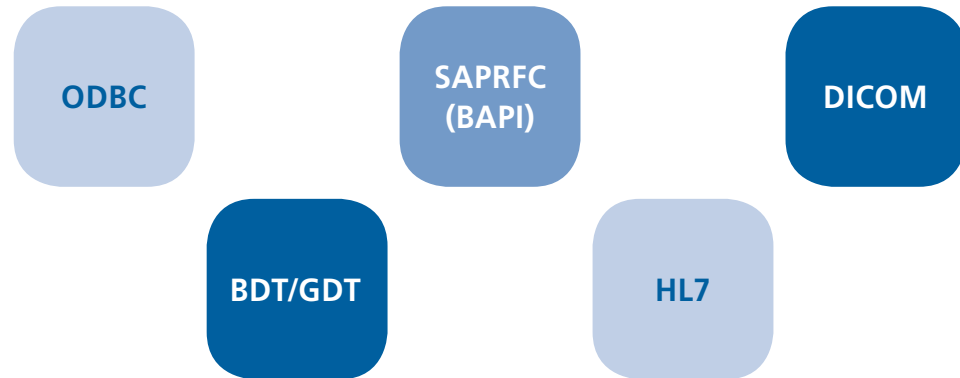 ODBC
SAPRFC
(BAPI)
DICOM
BDT/GDT
HL7